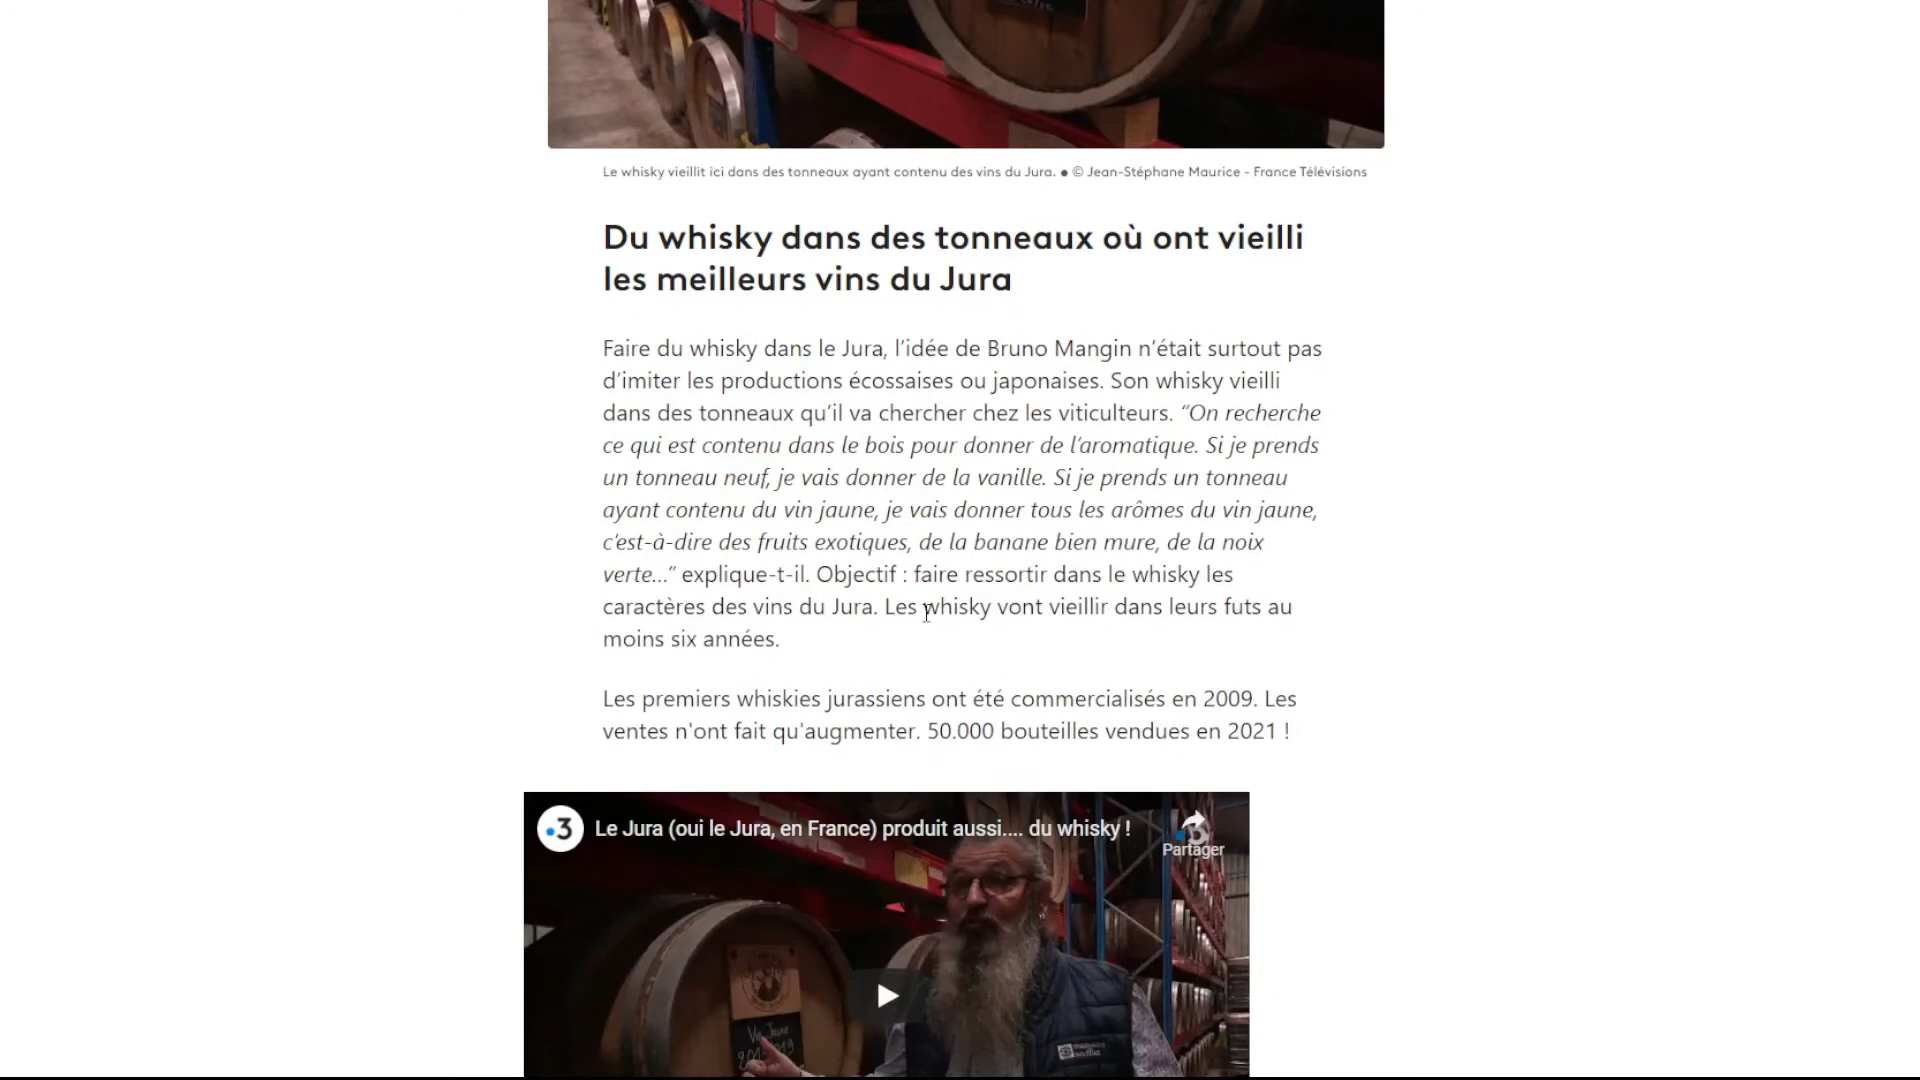 Le whisky vieillit ici dans des tonneaux ayant contenu des vins du Jura. ● © Jean-Stéphane Maurice - France Télévisions
Du whisky dans des tonneaux où ont vieilli
les meilleurs vins du Jura
Faire du whisky dans le Jura, l’idée de Bruno Mangin n’était surtout pas
d’imiter les productions écossaises ou japonaises. Son whisky vieilli
dans des tonneaux qu’il va chercher chez les viticulteurs. “On recherche
ce qui est contenu dans le bois pour donner de l’aromatique. Si je prends
un tonneau neuf, je vais donner de la vanille. Si je prends un tonneau
ayant contenu du vin jaune, je vais donner tous les arômes du vin jaune,
c’est-à-dire des fruits exotiques, de la banane bien mure, de la noix
verte…” explique-t-il. Objectif : faire ressortir dans le whisky les
caractères des vins du Jura. Les whisky vont vieillir dans leurs futs au
moins six années.
Les premiers whiskies jurassiens ont été commercialisés en 2009. Les
ventes n'ont fait qu'augmenter. 50.000 bouteilles vendues en 2021 !
3 Le Jura (oui le Jura, en France) produit aussi.... du whisky !
Partager
Vin Jaune